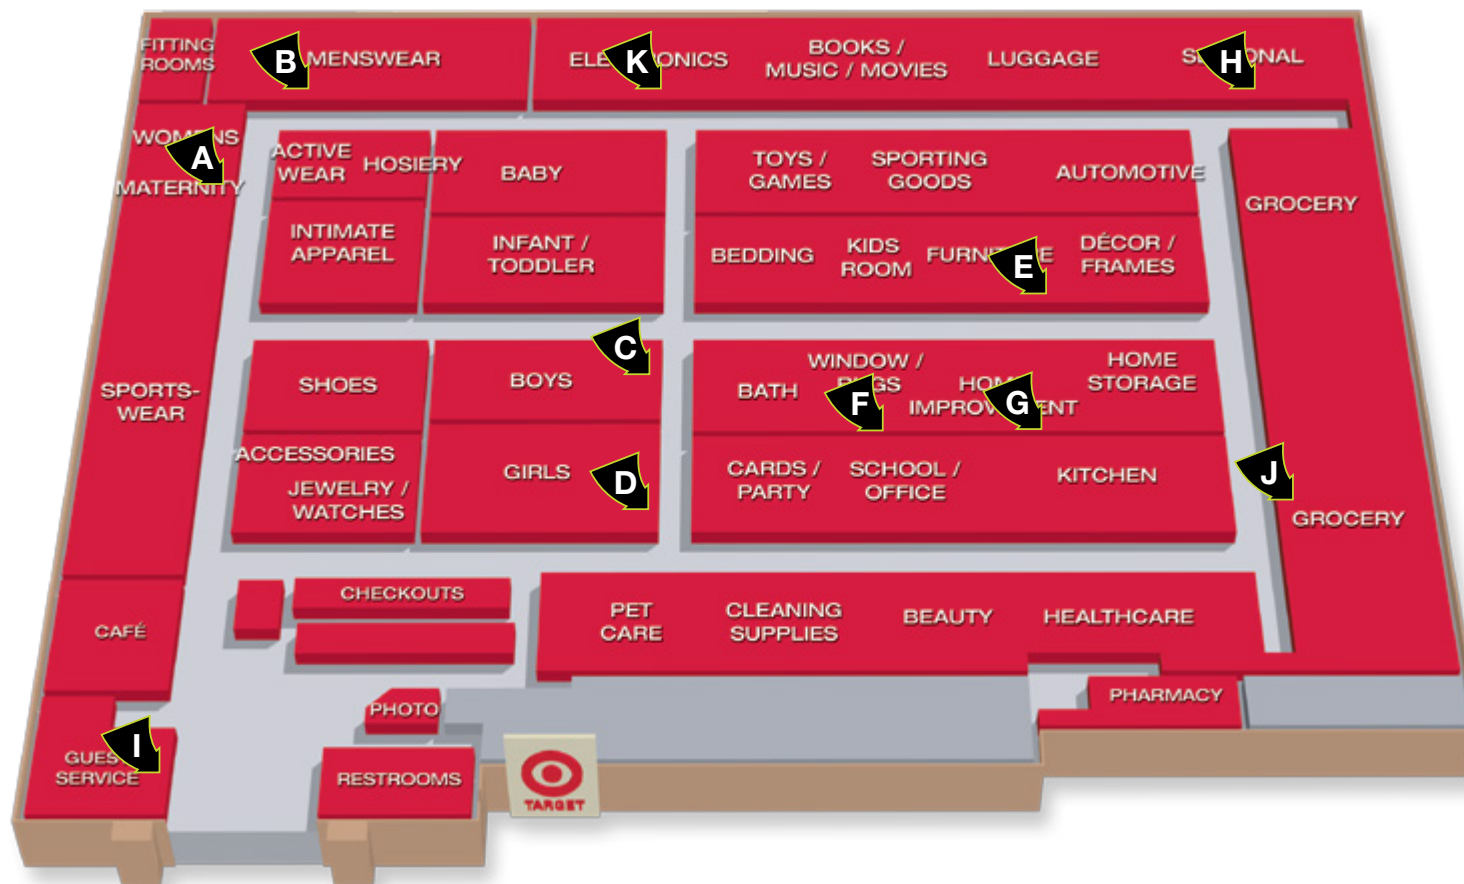 FITTING
ROOMS
B
MENSWEAR
K
BOOKS /
MUSIC / MOVIES
LUGGAGE
H
WOMENS
A
MATERNITY
ACTIVE
WEAR
HOSIERY
BABY
TOYS /
GAMES
SPORTING
GOODS
AUTOMOTIVE
GROCERY
INTIMATE
APPAREL
INFANT /
TODDLER
BEDDING
KIDS
ROOM
E
DÉCOR /
FRAMES
C
SPORTS-
WEAR
SHOES
BOYS
BATH
WINDOW /
F
G
HOME
STORAGE
ACCESSORIES
JEWELRY /
WATCHES
GIRLS
D
CARDS /
PARTY
SCHOOL /
OFFICE
KITCHEN
J
GROCERY
CAFÉ
CHECKOUTS
PET
CARE
CLEANING
SUPPLIES
BEAUTY
HEALTHCARE
PHARMACY
PHOTO
I
SERVICE
RESTROOMS
TARGET